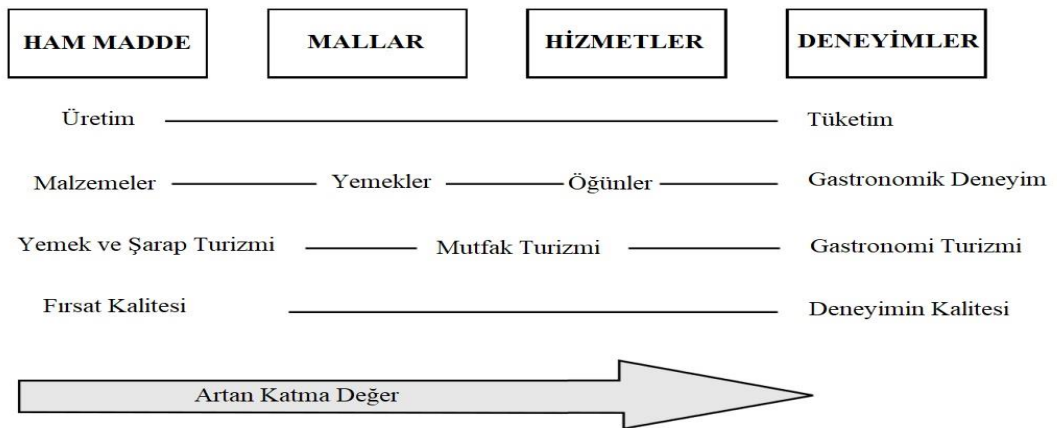 HAM MADDE MALLAR HİZMETLER DENEYİMLER
Üretim Tüketim
Malzemeler Yemekler Öğünler Gastronomik Deneyim
Yemek ve Şarap Turizmi Mutfak Turizmi Gastronomi Turizmi
Fırsat Kalitesi Deneyimin Kalitesi
Artan Katma Değer